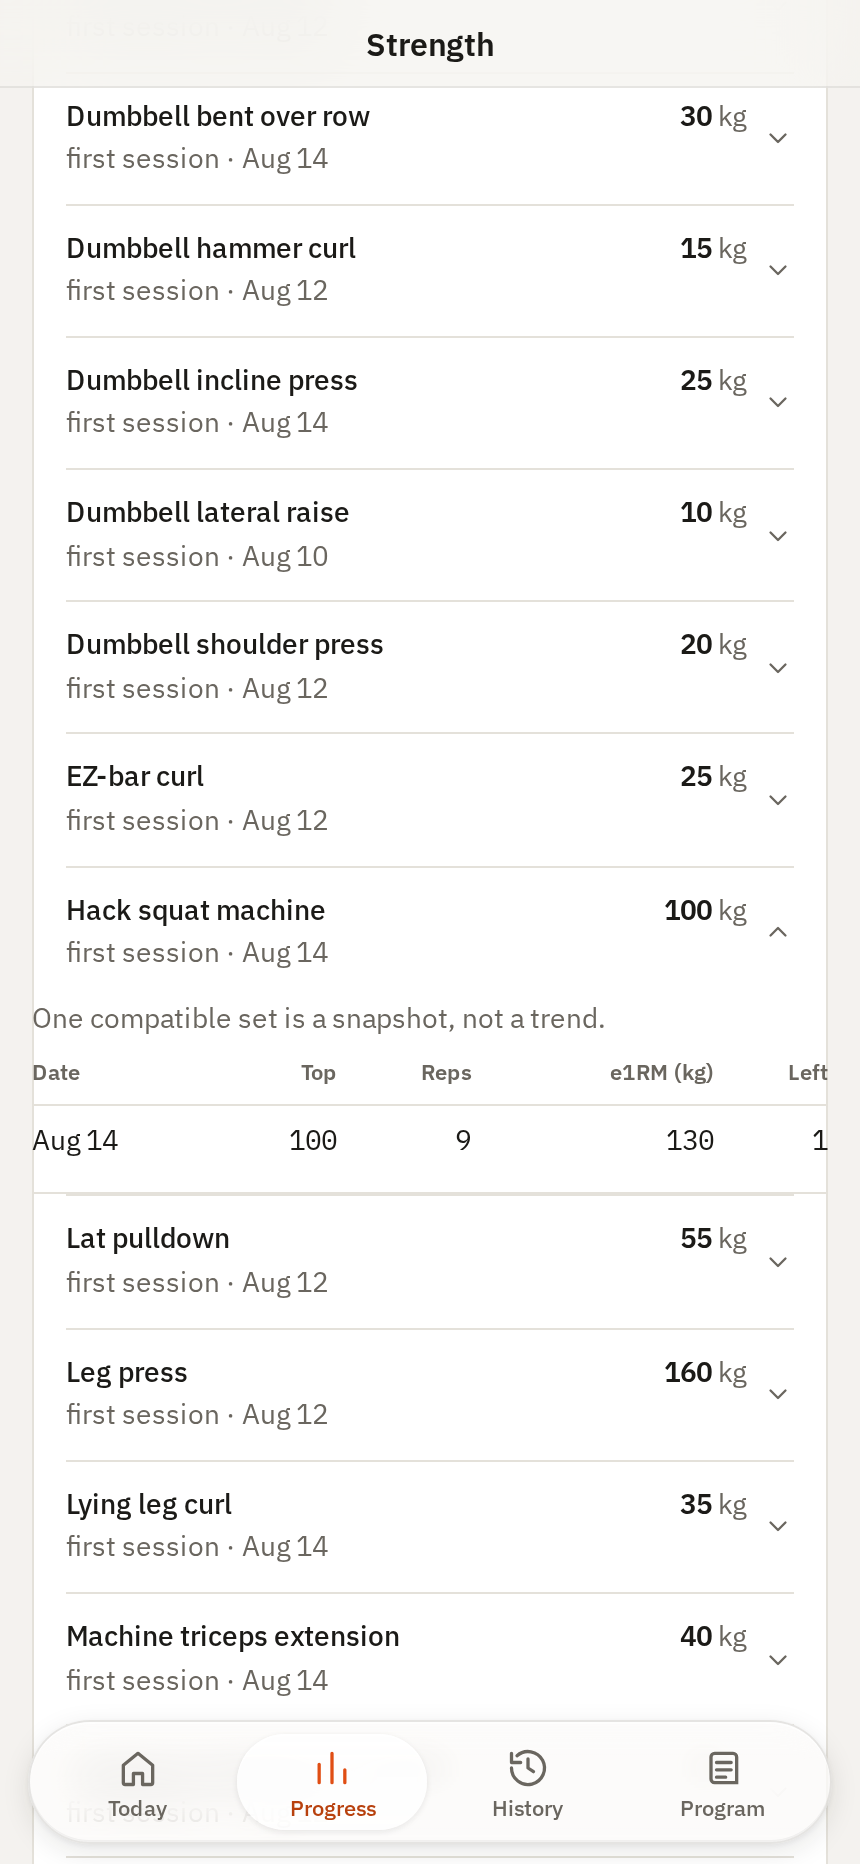 Strength
Dumbbell bent over row 30 kg
first session · Aug 14
Dumbbell hammer curl 15 kg
first session · Aug 12
Dumbbell incline press 25 kg
first session · Aug 14
Dumbbell lateral raise 10 kg
first session · Aug 10
Dumbbell shoulder press 20 kg
first session · Aug 12
EZ-bar curl 25 kg
first session · Aug 12
Hack squat machine 100 kg
first session · Aug 14
One compatible set is a snapshot, not a trend.
Date Top Reps e1RM (kg) Left
Aug 14 100 9 130 1
Lat pulldown 55 kg
first session · Aug 12
Leg press 160 kg
first session · Aug 12
Lying leg curl 35 kg
first session · Aug 14
Machine triceps extension 40 kg
first session · Aug 14
Today Progress History Program